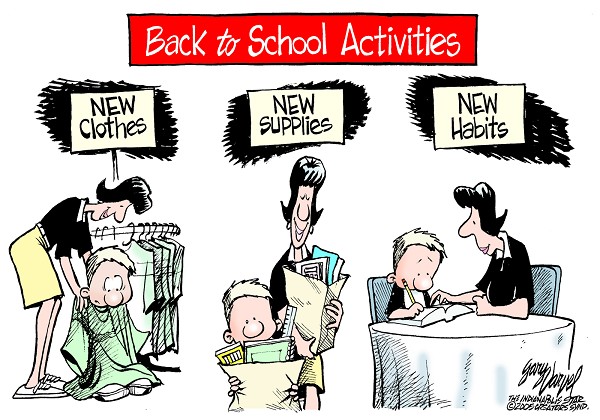 Back to School Activities
NEW
Clothes
NEW
SUPPLIES
NEW
Habits
Gary Varvel
THE INDIANAPOLIS STAR
©2005 CREATORS SYND.